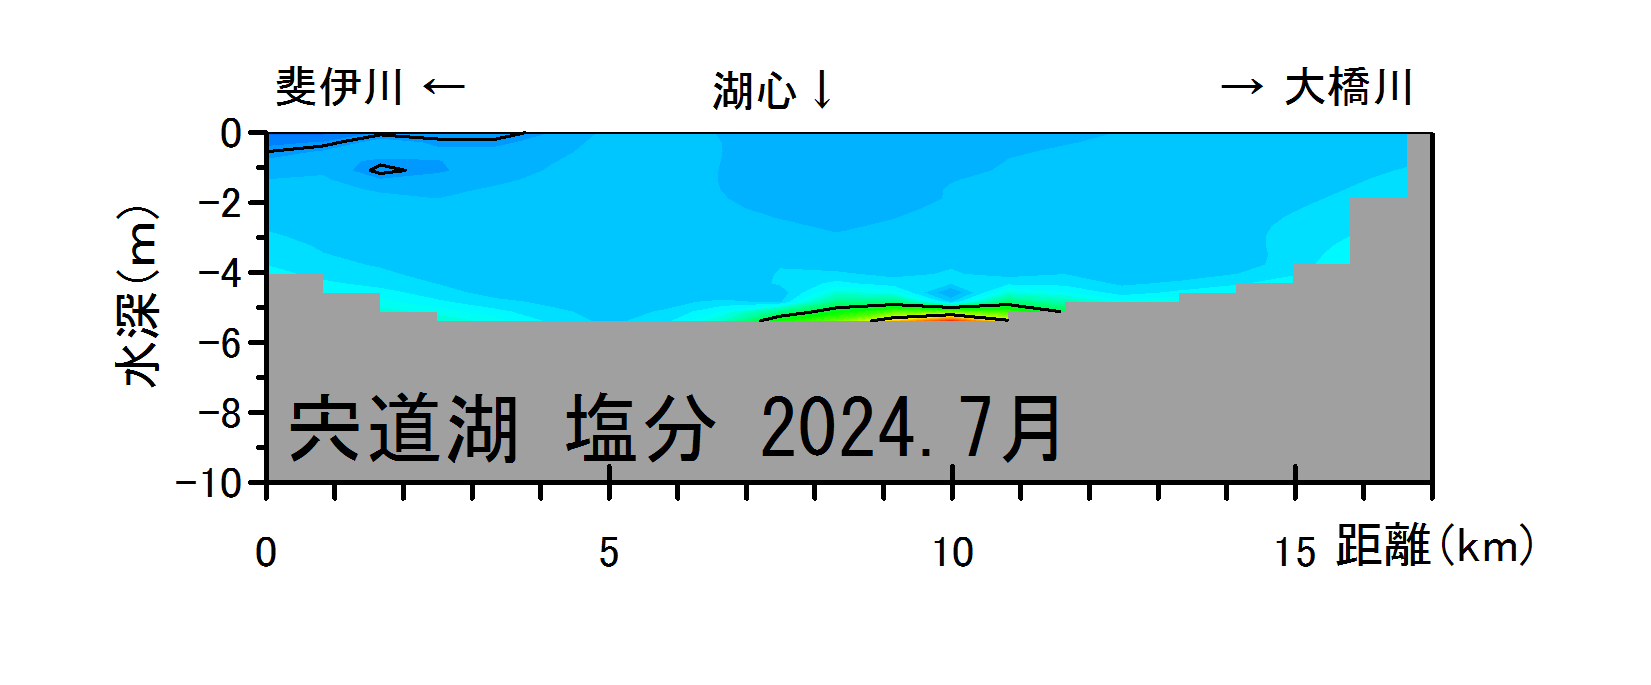 斐伊川 ←
湖心↓
→ 大橋川
0
-2
-4
-6
-8
-10
水深(m)
宍道湖 塩分 2024.7月
0
5
10
15
距離(km)